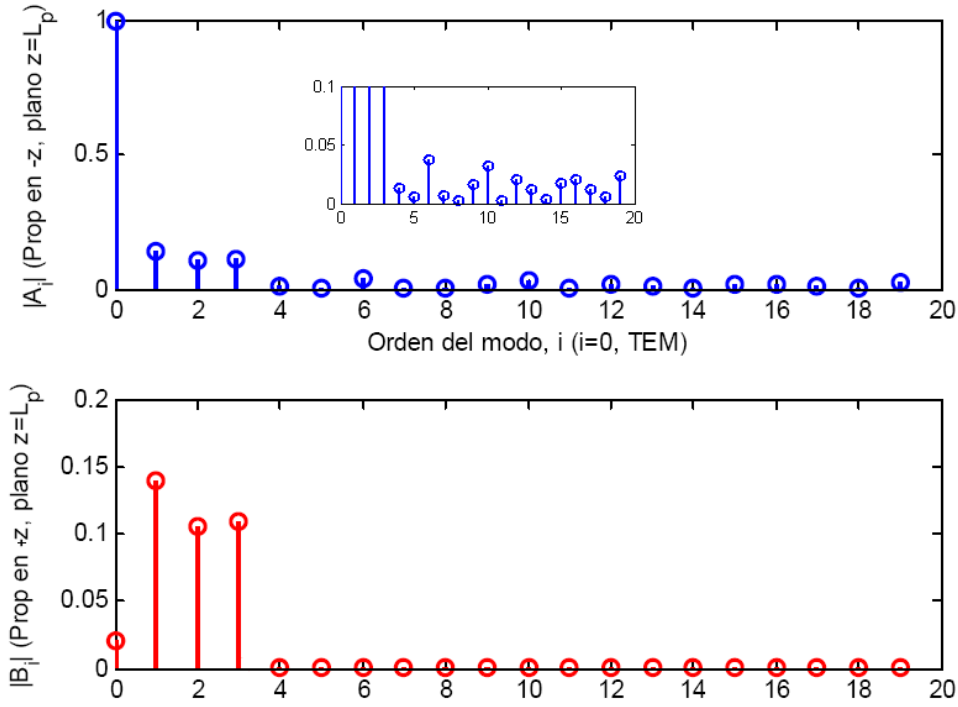 |A_i| (Prop en -z, plano z=L_p)
1
0.5
0
0.1
0.05
0
0 5 10 15 20
0 2 4 6 8 10 12 14 16 18 20
Orden del modo, i (i=0, TEM)
|B_i| (Prop en +z, plano z=L_p)
0.2
0.15
0.1
0.05
0
0 2 4 6 8 10 12 14 16 18 20